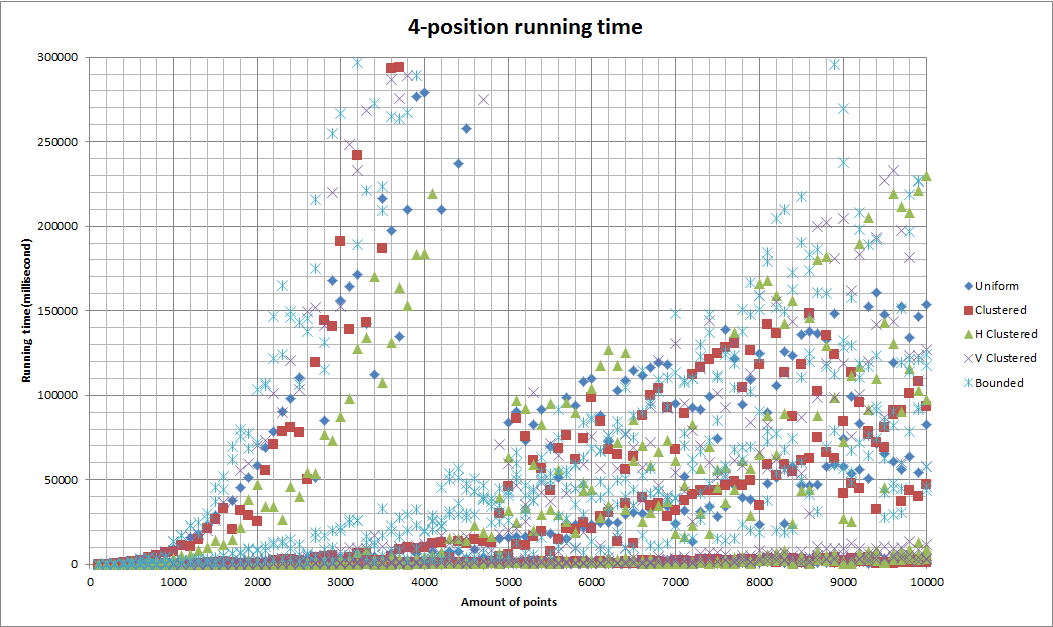 4-position running time
300000
250000
200000
150000
100000
50000
0
Running time(millisecond)
0 1000 2000 3000 4000 5000 6000 7000 8000 9000 10000
Amount of points
Uniform
Clustered
H Clustered
V Clustered
Bounded